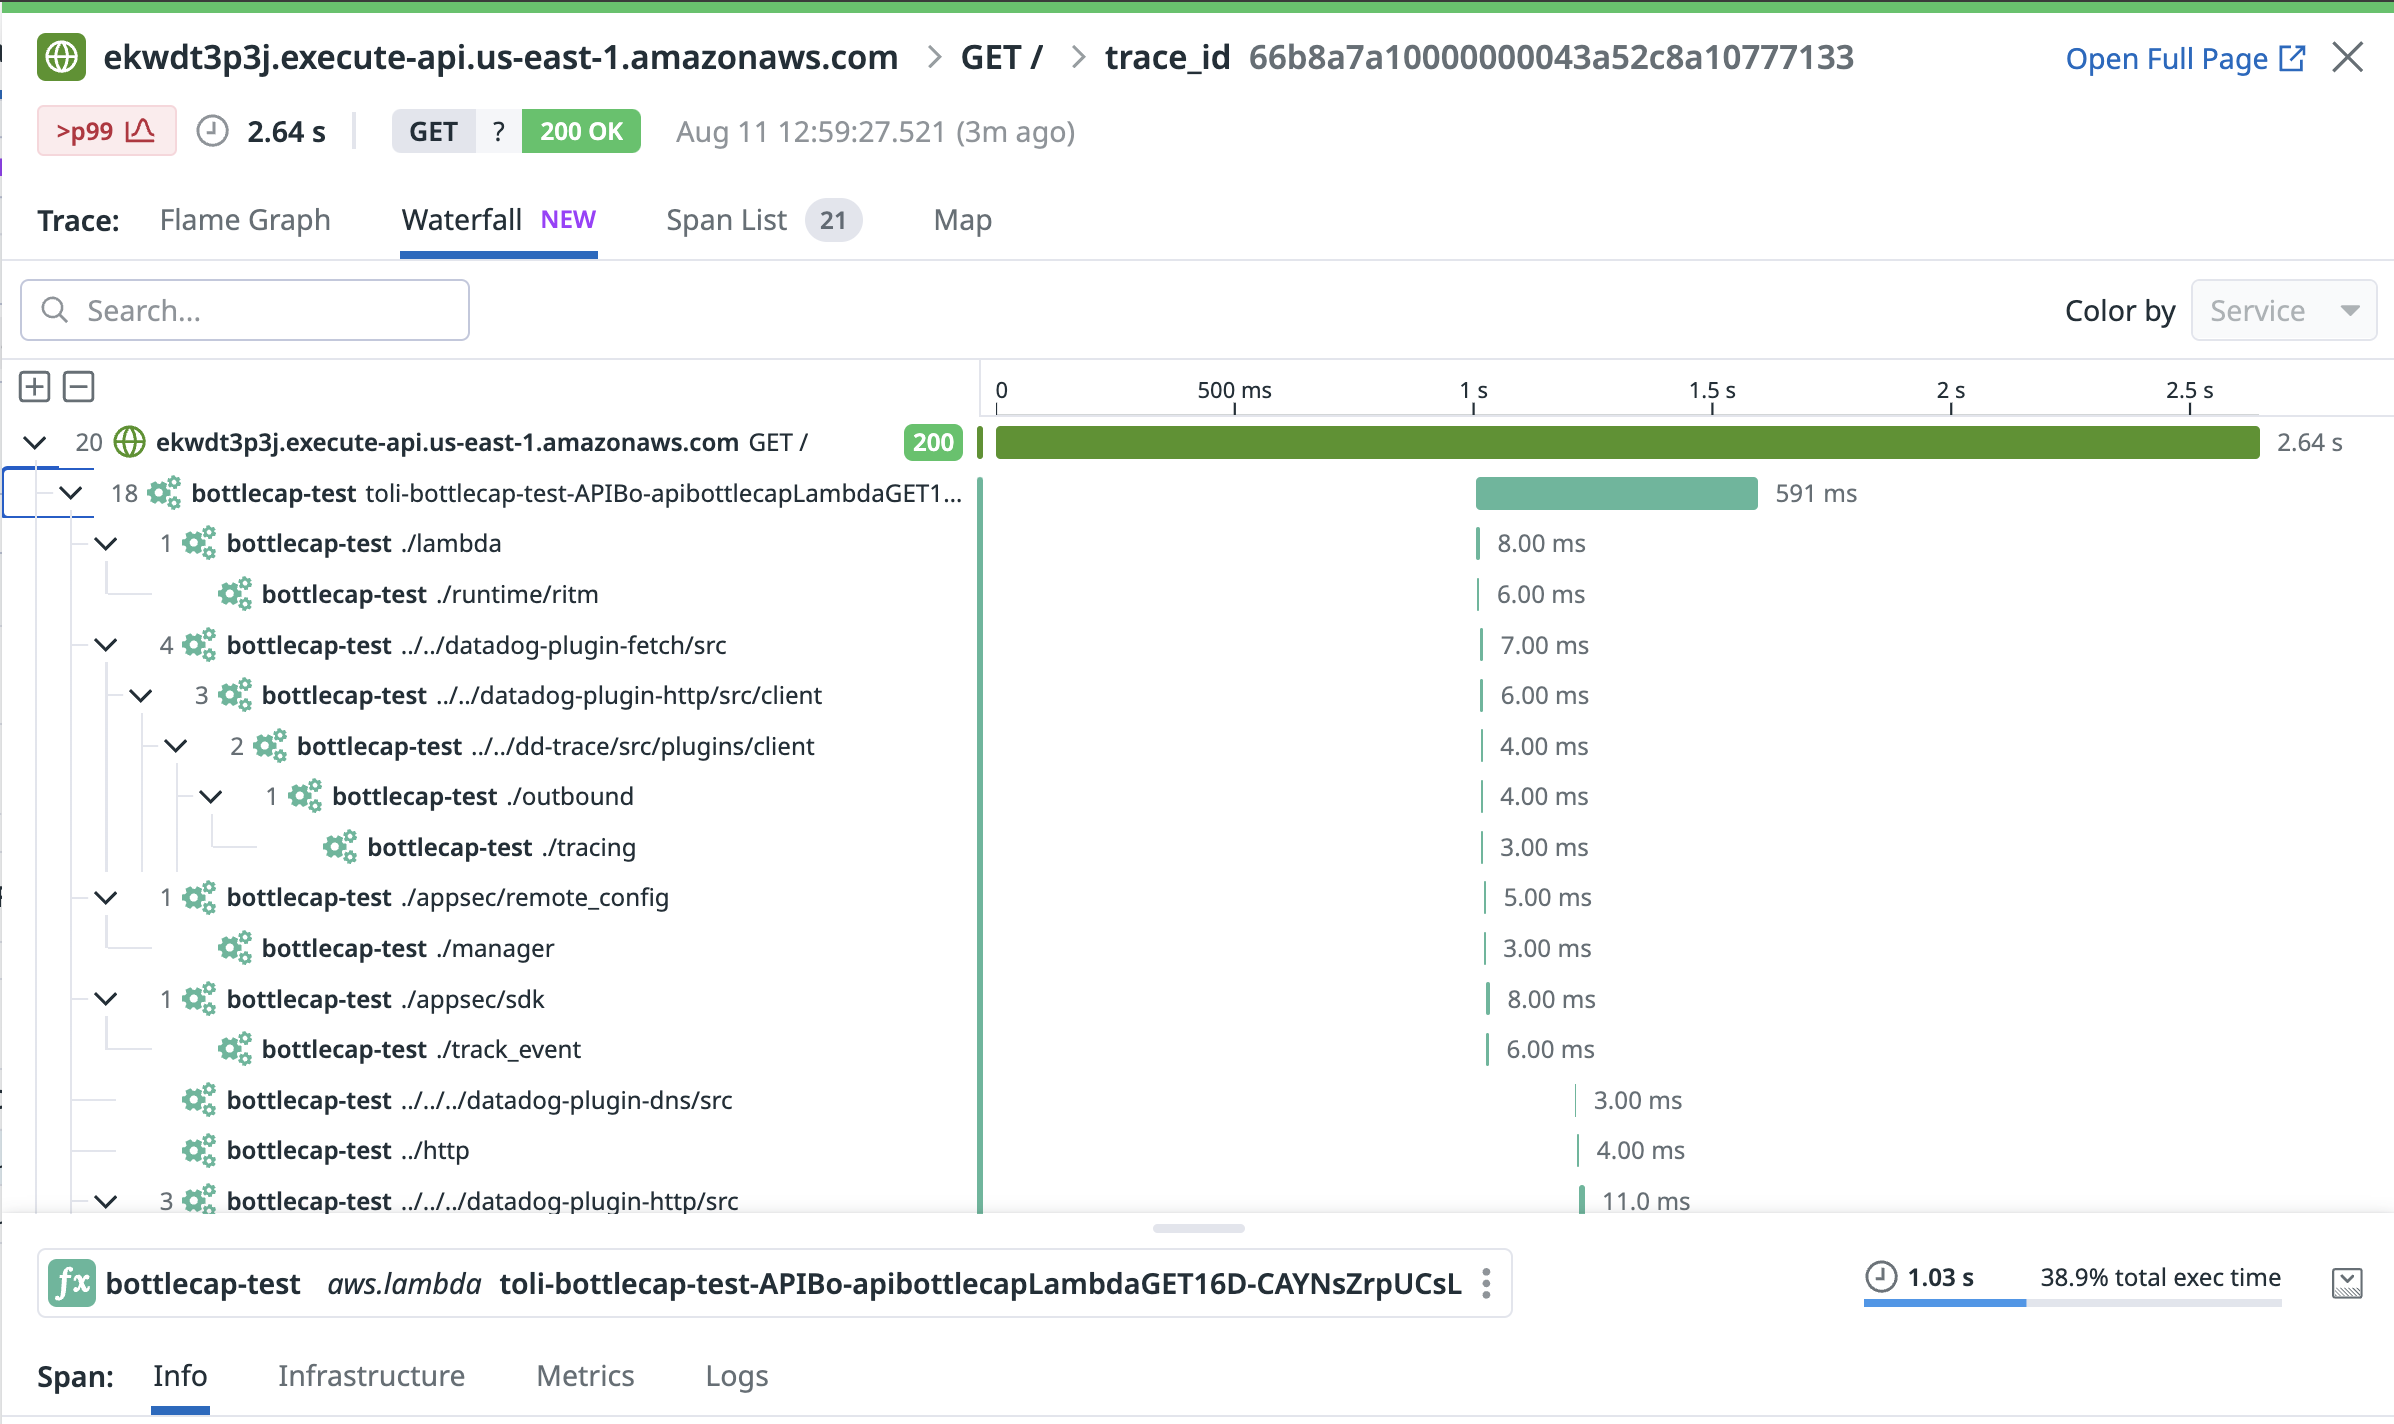 ekwdt3p3j.execute-api.us-east-1.amazonaws.com > GET / > trace_id 66b8a7a10000000043a52c8a10777133 Open Full Page
>p99 2.64 s GET ? 200 OK Aug 11 12:59:27.521 (3m ago)
Trace: Flame Graph Waterfall NEW Span List 21 Map
Search... Color by Service
0 500 ms 1 s 1.5 s 2 s 2.5 s
20 ekwdt3p3j.execute-api.us-east-1.amazonaws.com GET / 200 2.64 s
18 bottlecap-test toli-bottlecap-test-APIBo-apibottlecapLambdaGET1... 591 ms
1 bottlecap-test ./lambda 8.00 ms
bottlecap-test ./runtime/ritm 6.00 ms
4 bottlecap-test ../../datadog-plugin-fetch/src 7.00 ms
3 bottlecap-test ../../datadog-plugin-http/src/client 6.00 ms
2 bottlecap-test ../../dd-trace/src/plugins/client 4.00 ms
1 bottlecap-test ./outbound 4.00 ms
bottlecap-test ./tracing 3.00 ms
1 bottlecap-test ./appsec/remote_config 5.00 ms
bottlecap-test ./manager 3.00 ms
1 bottlecap-test ./appsec/sdk 8.00 ms
bottlecap-test ./track_event 6.00 ms
bottlecap-test ../../../datadog-plugin-dns/src 3.00 ms
bottlecap-test ../http 4.00 ms
3 bottlecap-test ../../../datadog-plugin-http/src 11.0 ms
fx bottlecap-test aws.lambda toli-bottlecap-test-APIBo-apibottlecapLambdaGET16D-CAYNsZrpUCsL 1.03 s 38.9% total exec time
Span: Info Infrastructure Metrics Logs